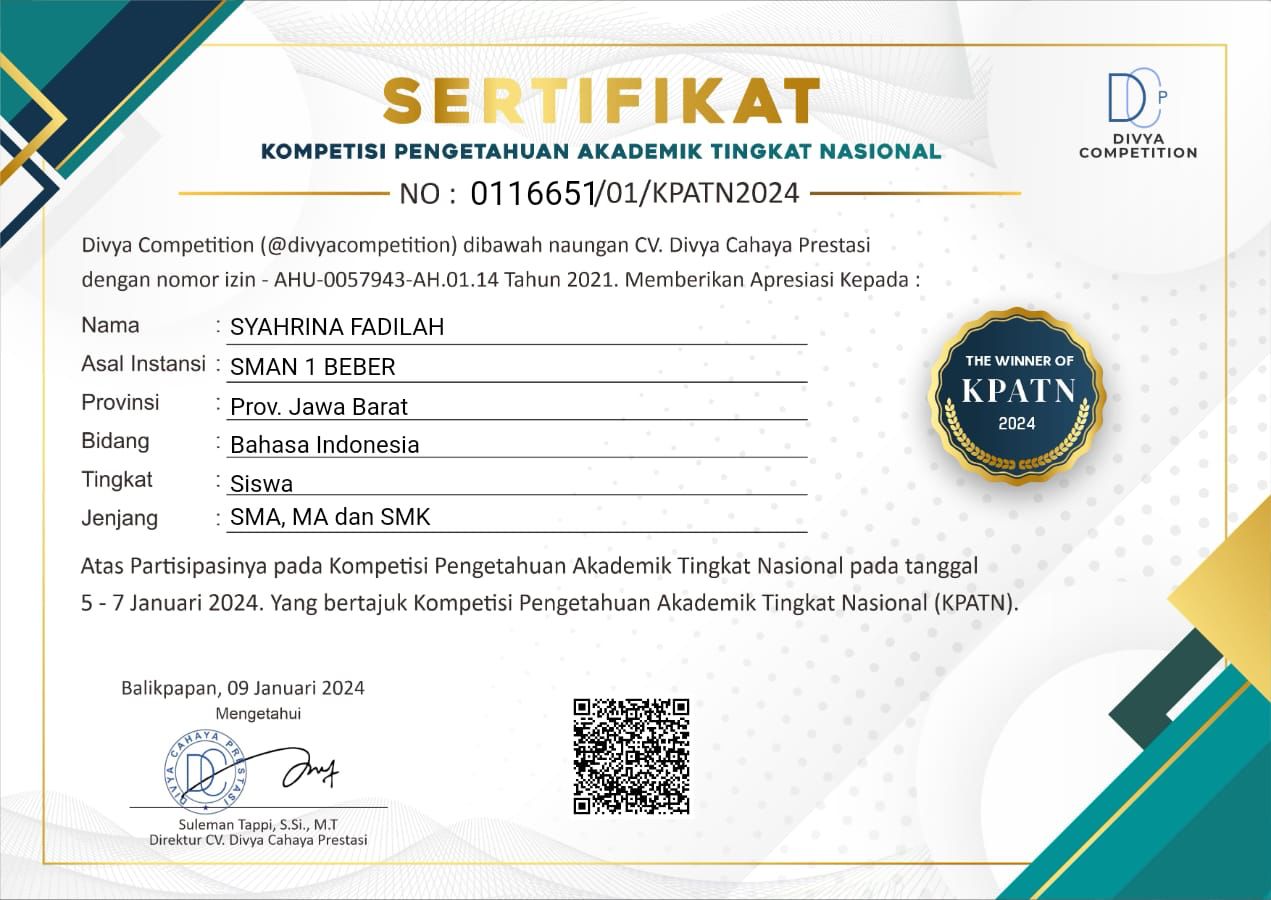 SERTIFIKAT
KOMPETISI PENGETAHUAN AKADEMIK TINGKAT NASIONAL
NO : 0116651/01/KPATN2024
DCP
DIVYA
COMPETITION
Divya Competition (@divyacompetition) dibawah naungan CV. Divya Cahaya Prestasi
dengan nomor izin - AHU-0057943-AH.01.14 Tahun 2021. Memberikan Apresiasi Kepada :
Nama : SYAHRINA FADILAH
Asal Instansi : SMAN 1 BEBER
Provinsi : Prov. Jawa Barat
Bidang : Bahasa Indonesia
Tingkat : Siswa
Jenjang : SMA, MA dan SMK
THE WINNER OF
KPATN
2024
Atas Partisipasinya pada Kompetisi Pengetahuan Akademik Tingkat Nasional pada tanggal
5 - 7 Januari 2024. Yang bertajuk Kompetisi Pengetahuan Akademik Tingkat Nasional (KPATN).
Balikpapan, 09 Januari 2024
Mengetahui
DIVYA CAHAYA PRESTASI
DC
Suleman Tappi, S.Si., M.T
Direktur CV. Divya Cahaya Prestasi